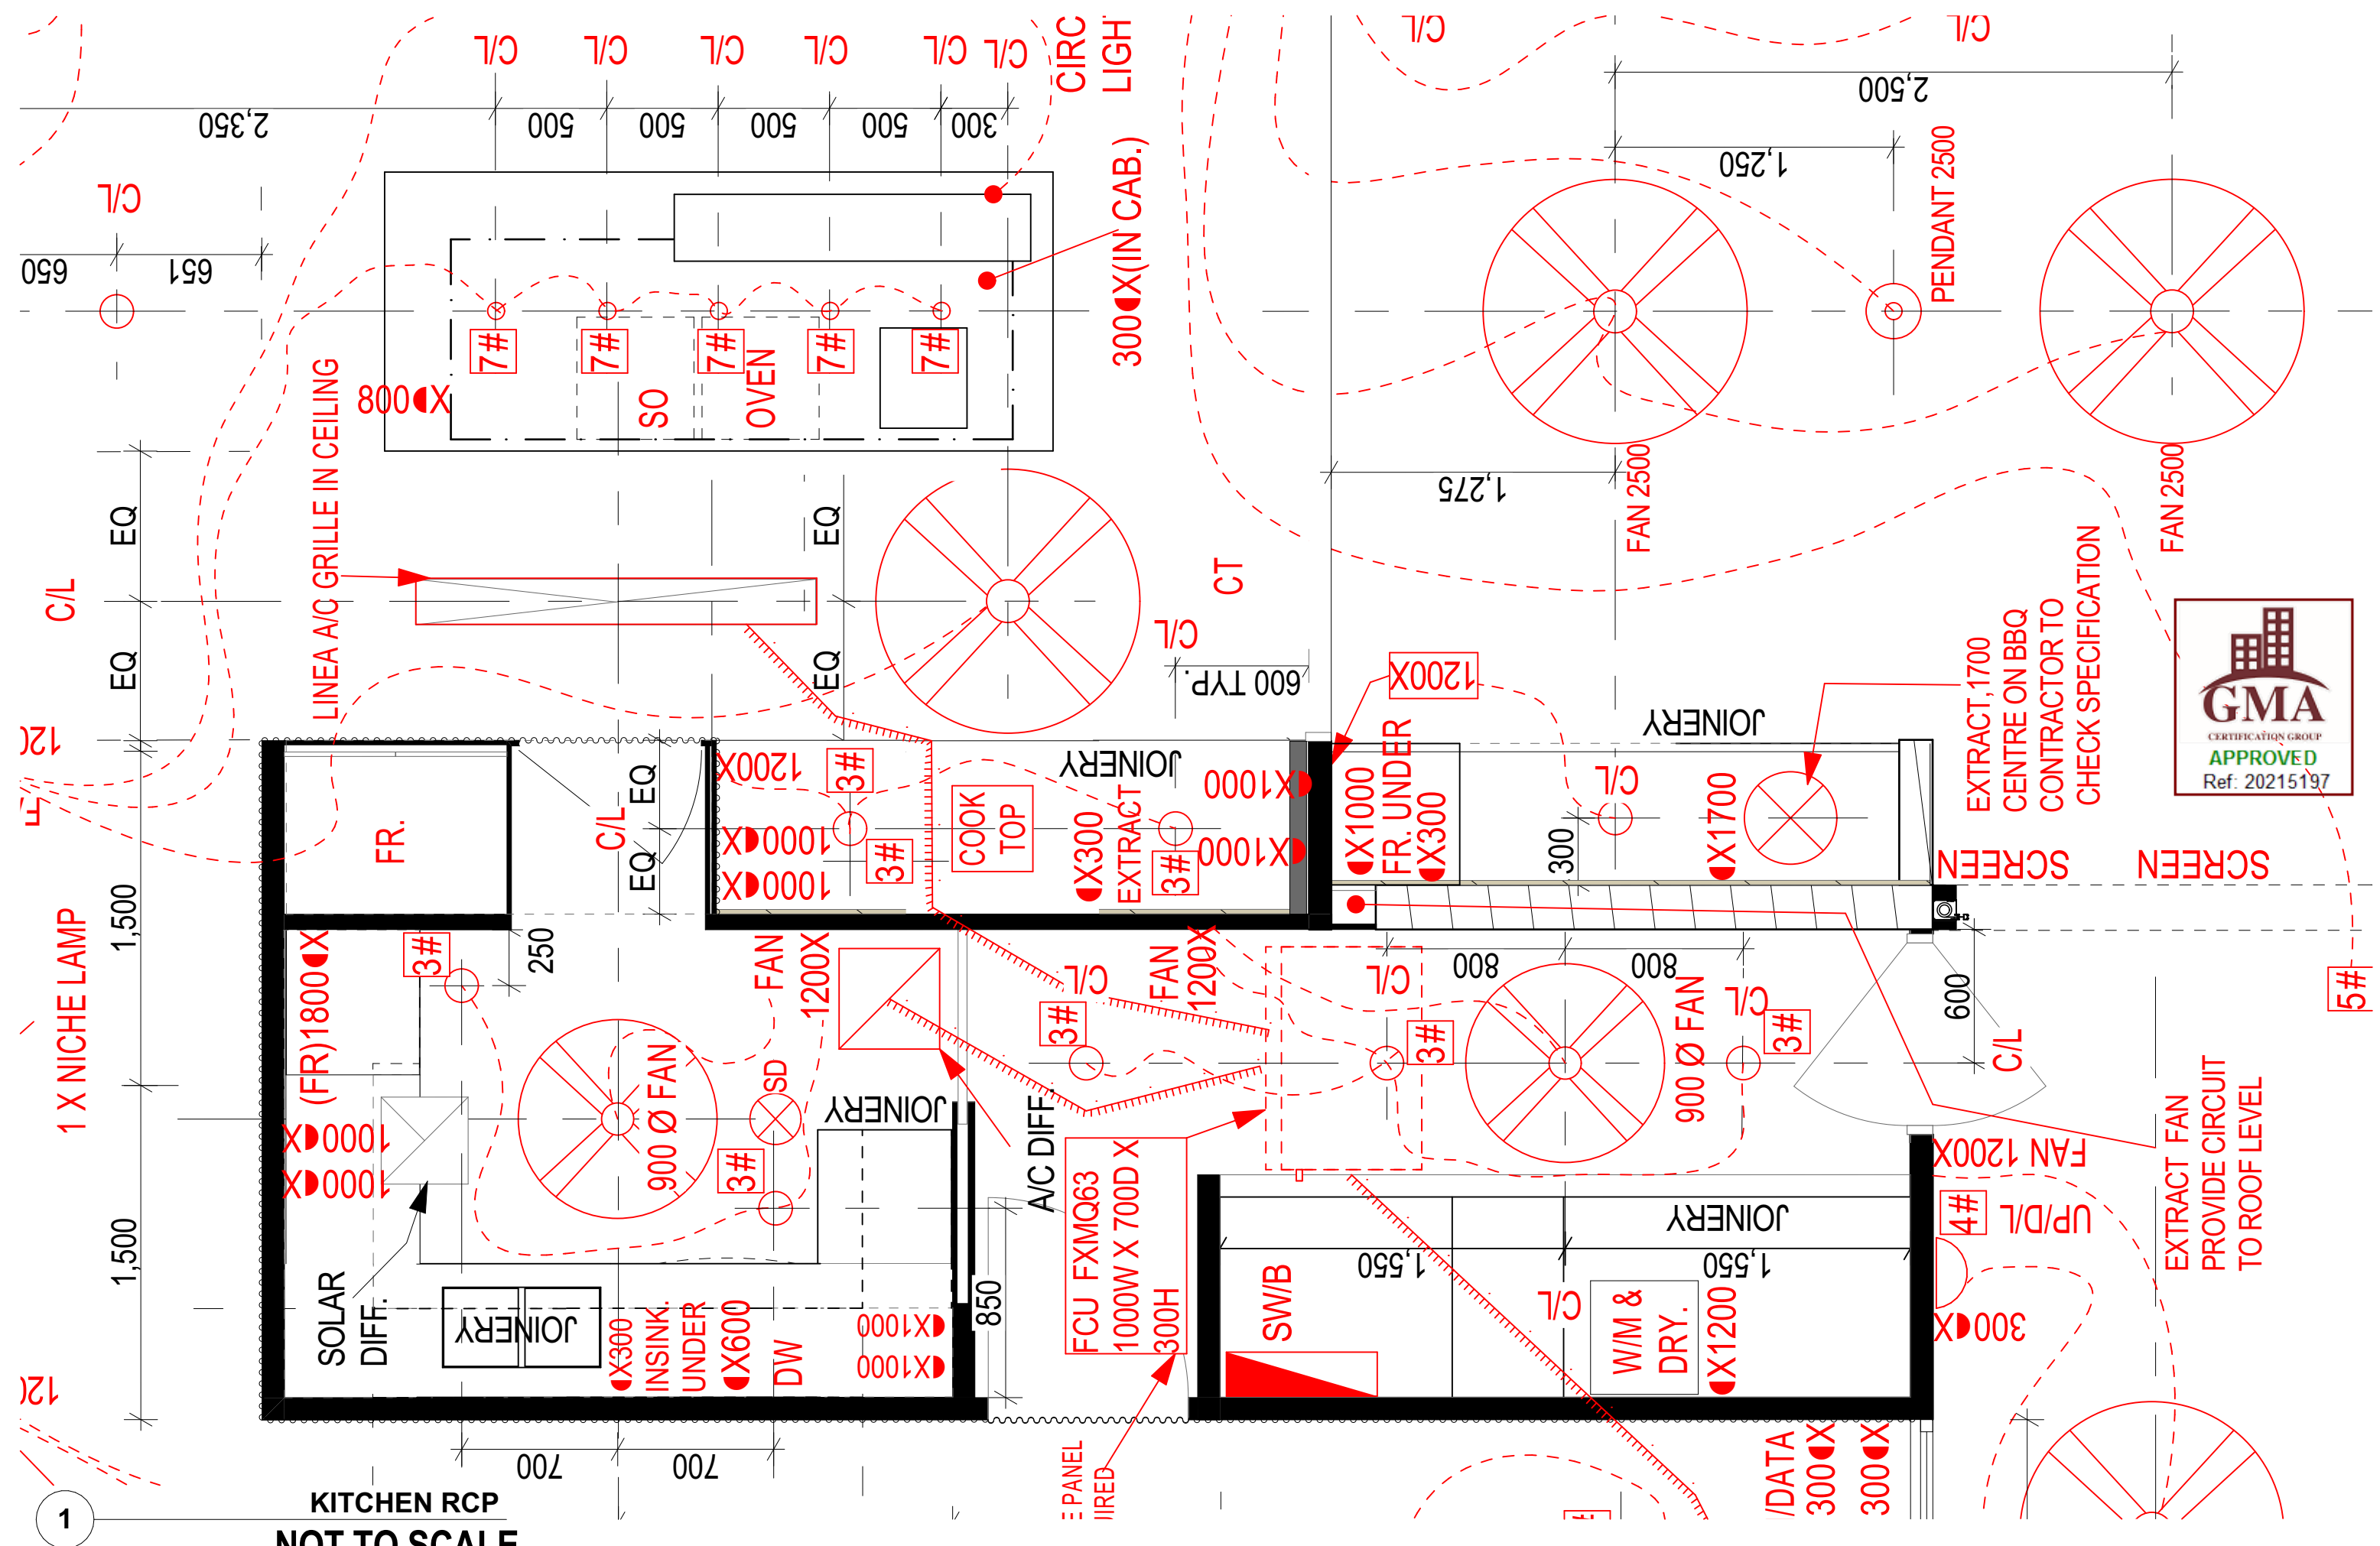 C/L
C/L
C/L
C/L
C/L
C/L
CIRC
LIGH
C/L
C/L
2,350
500
500
500
500
300
2,500
1,250
PENDANT 2500
C/L
650
651
300X(IN CAB.)
7#
7#
7#
7#
7#
800X
SO
OVEN
LINEA A/C GRILLE IN CEILING
1,275
FAN 2500
FAN 2500
EQ
EQ
C/L
EQ
EQ
CT
C/L
600 TYP.
1200X
JOINERY
EXTRACT 1700
CENTRE ON BBQ
CONTRACTOR TO
CHECK SPECIFICATION
GMA
CERTIFICATION GROUP
APPROVED
Ref: 20215197
120
FR.
C/L
EQ
EQ
1200X
3#
JOINERY
1000X
1000X
3#
COOK
TOP
X300
EXTRACT
3#
X1000
X1000
X1000
FR. UNDER
X300
C/L
300
X1700
SCREEN
SCREEN
1,500
1 X NICHE LAMP
(FR)1800X
3#
250
FAN
1200X
C/L
3#
FAN
1200X
C/L
3#
800
800
900 Ø FAN
C/L
3#
600
C/L
5#
1000X
1000X
900 Ø FAN
SD
3#
JOINERY
A/C DIFF.
FCU FXMQ63
1000W X 700D X
300H
FAN 1200X
4#
UP/D/L
300X
EXTRACT FAN
PROVIDE CIRCUIT
TO ROOF LEVEL
1,500
SOLAR
DIFF.
JOINERY
X300
INSINK.
UNDER
X600
DW
X1000
X1000
850
SW/B
1,550
1,550
JOINERY
C/L
W/M &
DRY.
X1200
120
700
700
E PANEL
UIRED
/DATA
300X
300X
1
KITCHEN RCP
NOT TO SCALE